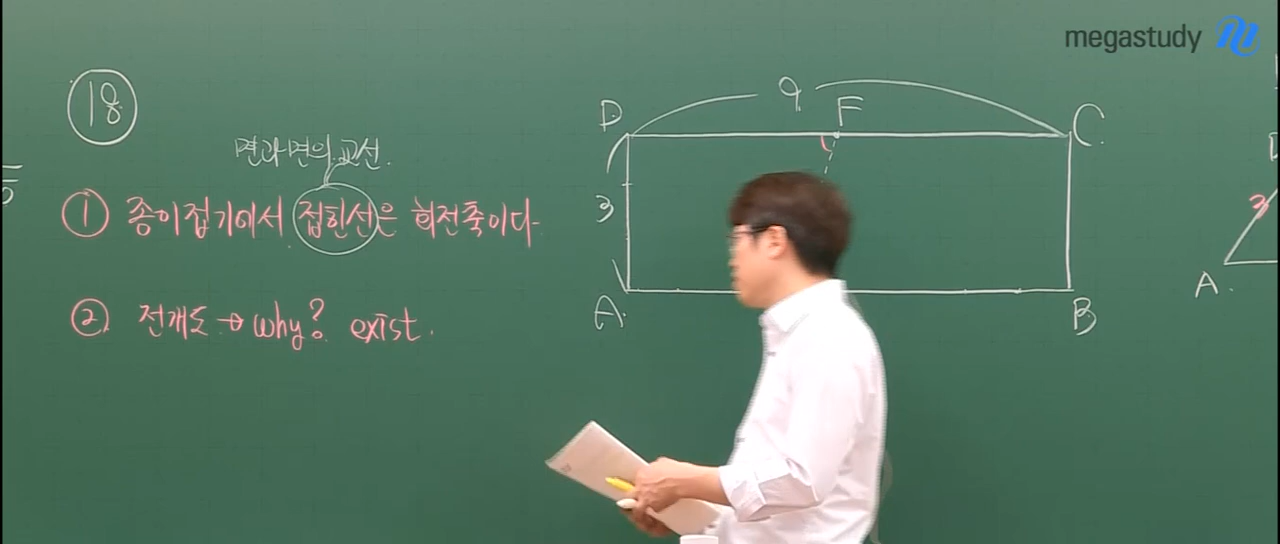 megastudy
18
면과 면의 교선.
① 종이접기에서 접힌선은 회전축이다.
② 전개도 → why? exist.
9
D
F
C
3
A.
B
3
A.